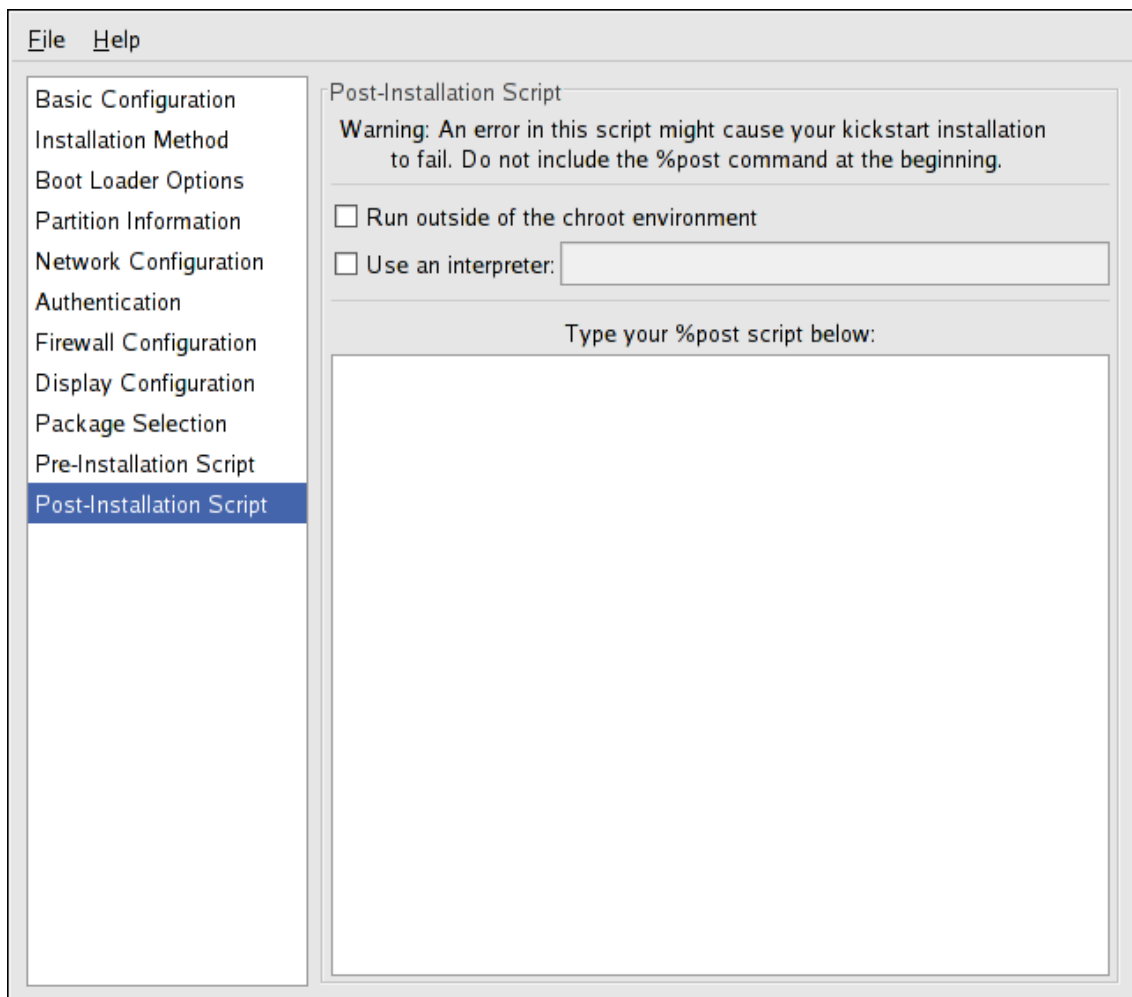 File Help
Basic Configuration
Installation Method
Boot Loader Options
Partition Information
Network Configuration
Authentication
Firewall Configuration
Display Configuration
Package Selection
Pre-Installation Script
Post-Installation Script
Post-Installation Script
Warning: An error in this script might cause your kickstart installation
to fail. Do not include the %post command at the beginning.
Run outside of the chroot environment
Use an interpreter:
Type your %post script below: